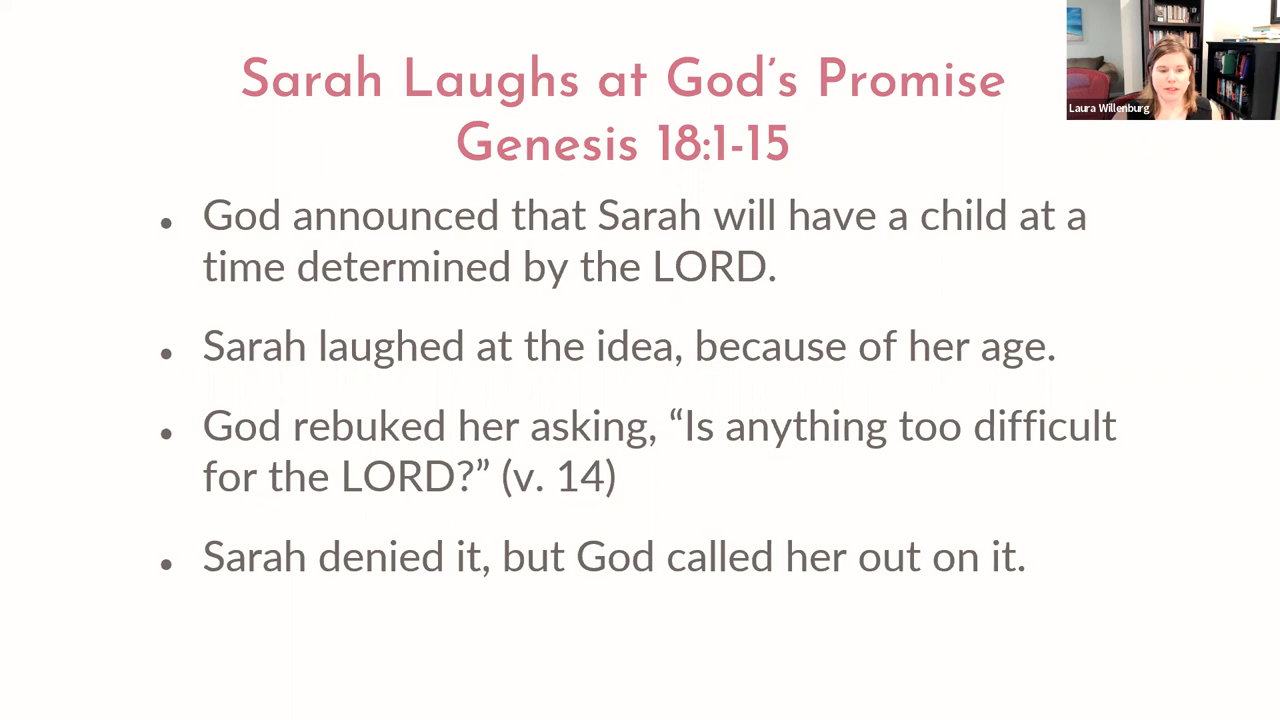 Sarah Laughs at God’s Promise
Genesis 18:1-15
Laura Willenburg
• God announced that Sarah will have a child at a
time determined by the LORD.
• Sarah laughed at the idea, because of her age.
• God rebuked her asking, “Is anything too difficult
for the LORD?” (v. 14)
• Sarah denied it, but God called her out on it.